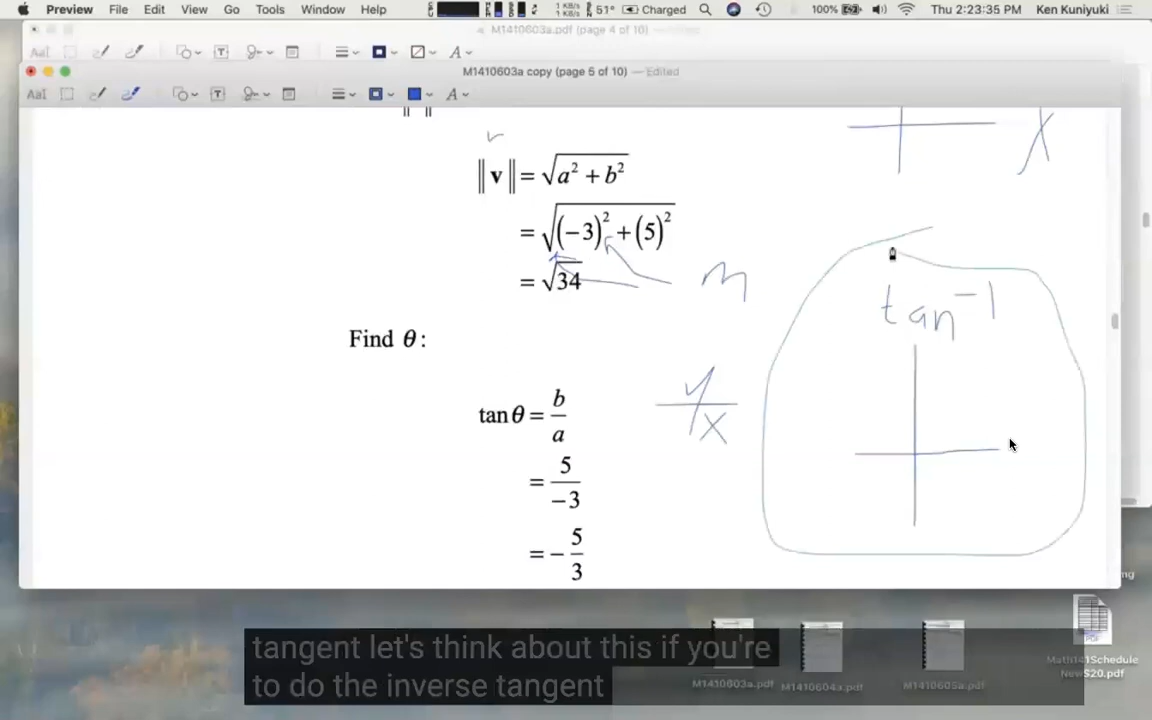 Preview File Edit View Go Tools Window Help 51° Charged 100% Thu 2:23:35 PM Ken Kuniyuki
M1410603a.pdf (page 4 of 10)
M1410603a copy (page 5 of 10) — Edited
‖v‖ = √(a² + b²)
= √((−3)² + (5)²)
= √34
m
x
Find θ:
tan⁻¹
tan θ = b/a
y/x
= 5/−3
= − 5/3
tangent let's think about this if you're
to do the inverse tangent
M1410603a.pdf M1410604a.pdf M1410605a.pdf
Math141Schedule
NewS20.pdf